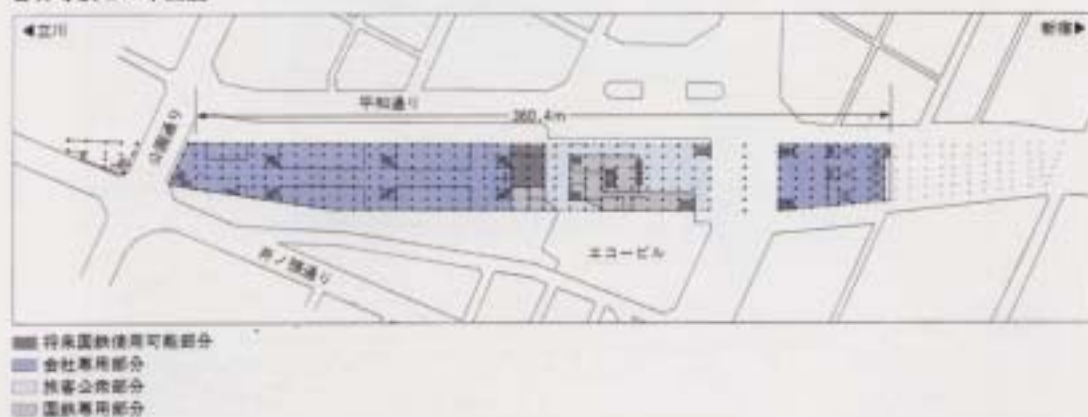 ◀立川
新宿▶
平和通り
360.4m
公園通り
井ノ頭通り
エコービル
将来国鉄使用可能部分
会社専用部分
旅客公衆部分
国鉄専用部分